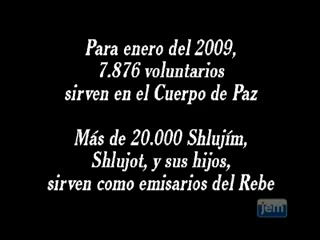 Para enero del 2009,
7.876 voluntarios
sirven en el Cuerpo de Paz
Más de 20.000 Shlujím,
Shlujot, y sus hijos,
sirven como emisarios del Rebe
jem